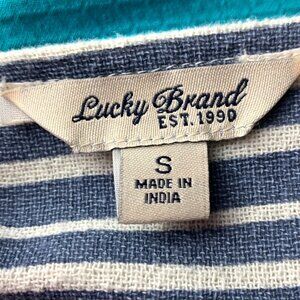 Lucky Brand
EST. 1990
S
MADE IN
INDIA